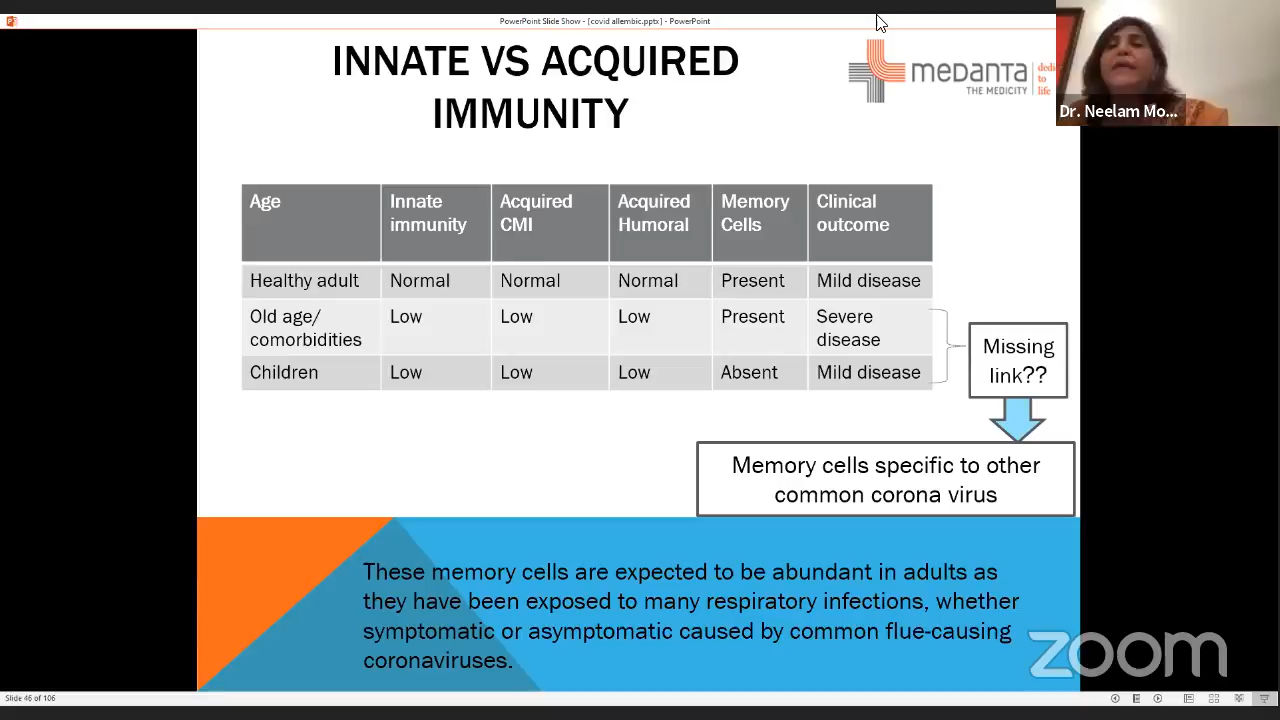 PowerPoint Slide Show - [covid allembic.pptx] - PowerPoint
INNATE VS ACQUIRED
IMMUNITY
medanta
THE MEDICITY
dedi
to
life
Dr. Neelam Mo...
Age
Innate
immunity
Acquired
CMI
Acquired
Humoral
Memory
Cells
Clinical
outcome
Healthy adult
Normal
Normal
Normal
Present
Mild disease
Old age/
comorbidities
Low
Low
Low
Present
Severe
disease
Children
Low
Low
Low
Absent
Mild disease
Missing
link??
Memory cells specific to other
common corona virus
These memory cells are expected to be abundant in adults as
they have been exposed to many respiratory infections, whether
symptomatic or asymptomatic caused by common flue-causing
coronaviruses.
zoom
Slide 46 of 106